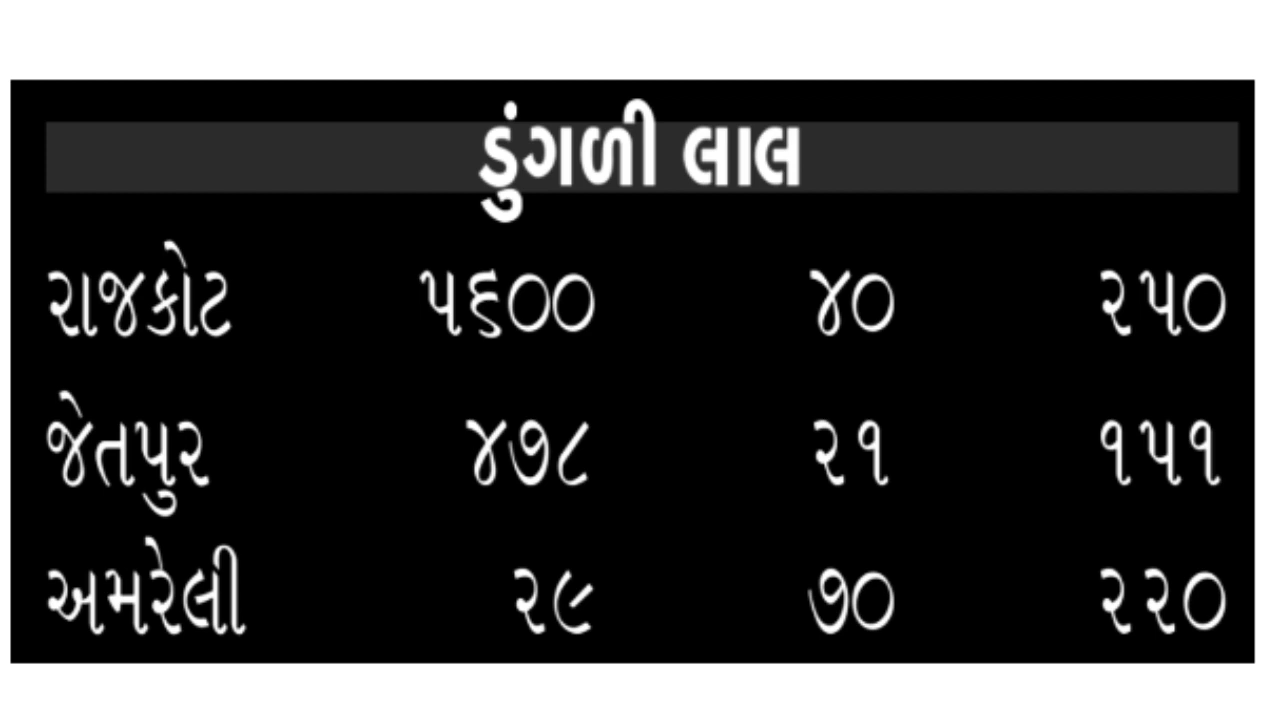 ડુંગળી લાલ
રાજકોટ ૫૬૦૦ ૪૦ ૨૫૦
જેતપુર ૪૭૮ ૨૧ ૧૫૧
અમરેલી ૨૯ ૭૦ ૨૨૦